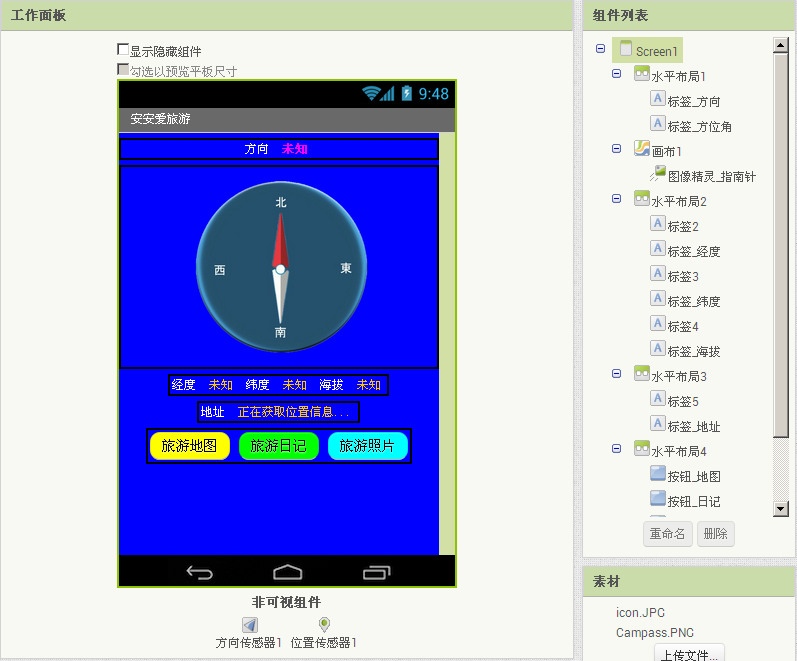 工作面板
显示隐藏组件
勾选以预览平板尺寸
9:48
安安爱旅游
方向 未知
北
西 東
南
经度 未知 纬度 未知 海拔 未知
地址 正在获取位置信息...
旅游地图 旅游日记 旅游照片
非可视组件
方向传感器1 位置传感器1
组件列表
Screen1
水平布局1
标签_方向
标签_方位角
画布1
图像精灵_指南针
水平布局2
标签2
标签_经度
标签3
标签_纬度
标签4
标签_海拔
水平布局3
标签5
标签_地址
水平布局4
按钮_地图
按钮_日记
重命名 删除
素材
icon.JPG
Campass.PNG
上传文件...